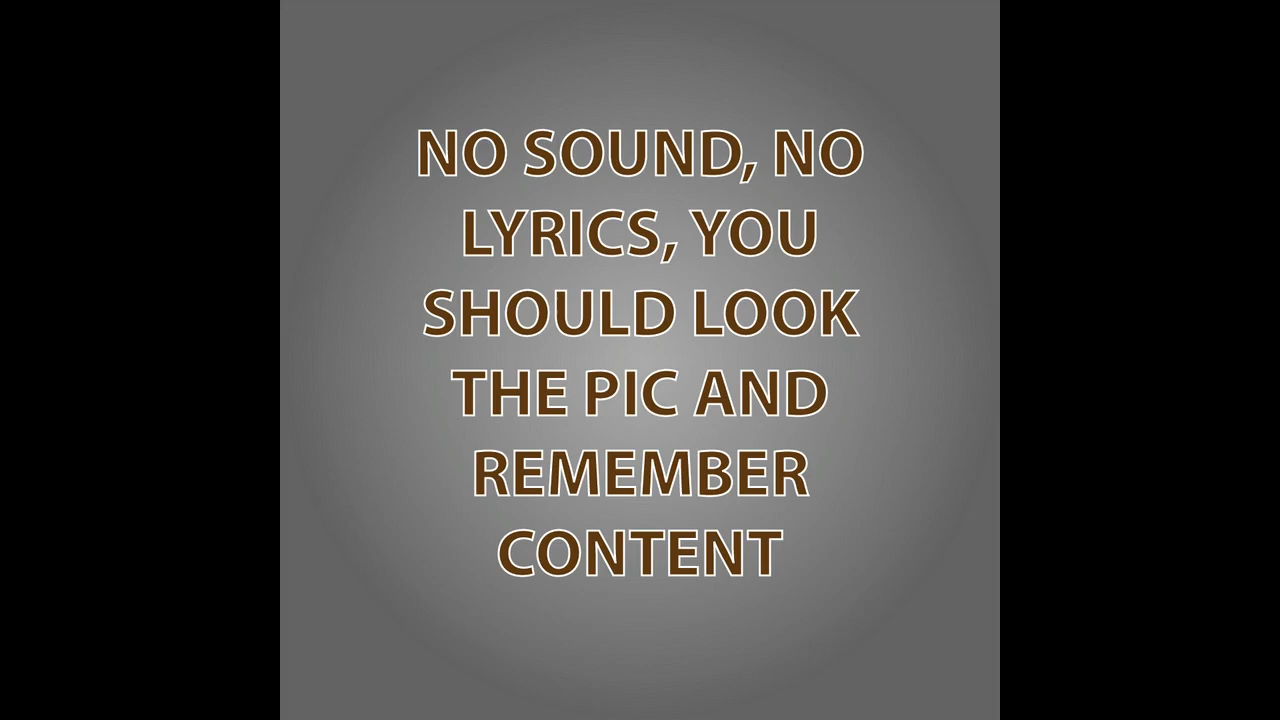 NO SOUND, NO
LYRICS, YOU
SHOULD LOOK
THE PIC AND
REMEMBER
CONTENT